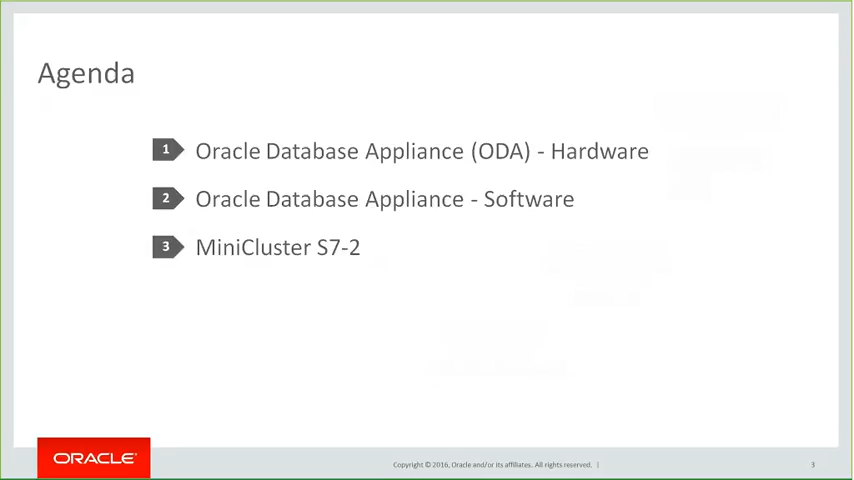 Agenda
1 Oracle Database Appliance (ODA) - Hardware
2 Oracle Database Appliance - Software
3 MiniCluster S7-2
ORACLE®
Copyright © 2016, Oracle and/or its affiliates. All rights reserved. |
3